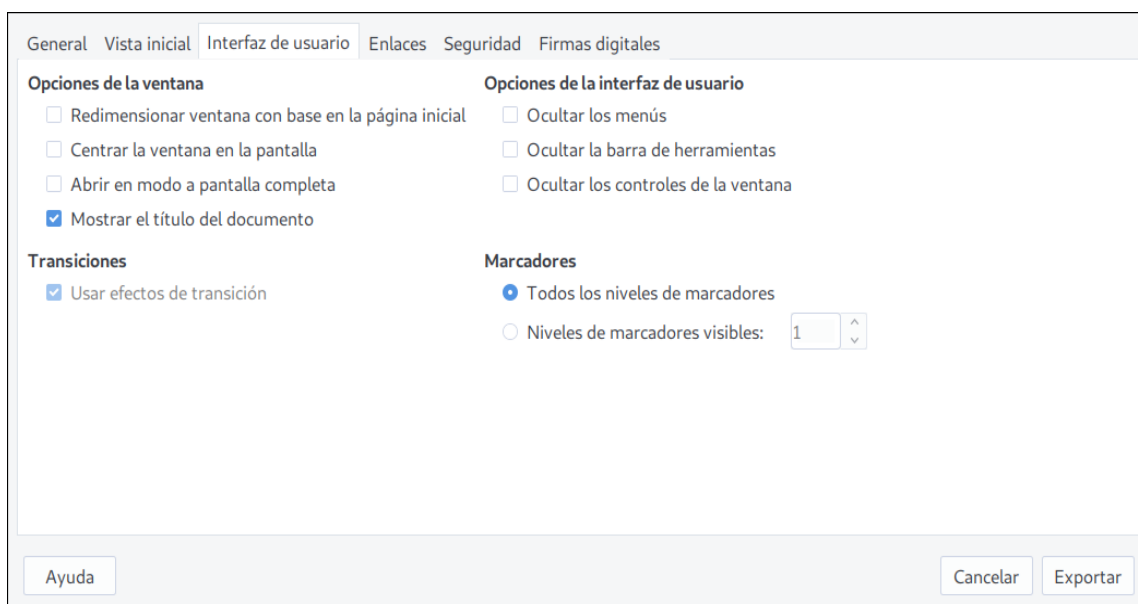 General Vista inicial Interfaz de usuario Enlaces Seguridad Firmas digitales
Opciones de la ventana
Redimensionar ventana con base en la página inicial
Centrar la ventana en la pantalla
Abrir en modo a pantalla completa
Mostrar el título del documento
Opciones de la interfaz de usuario
Ocultar los menús
Ocultar la barra de herramientas
Ocultar los controles de la ventana
Transiciones
Usar efectos de transición
Marcadores
Todos los niveles de marcadores
Niveles de marcadores visibles: 1
Ayuda Cancelar Exportar